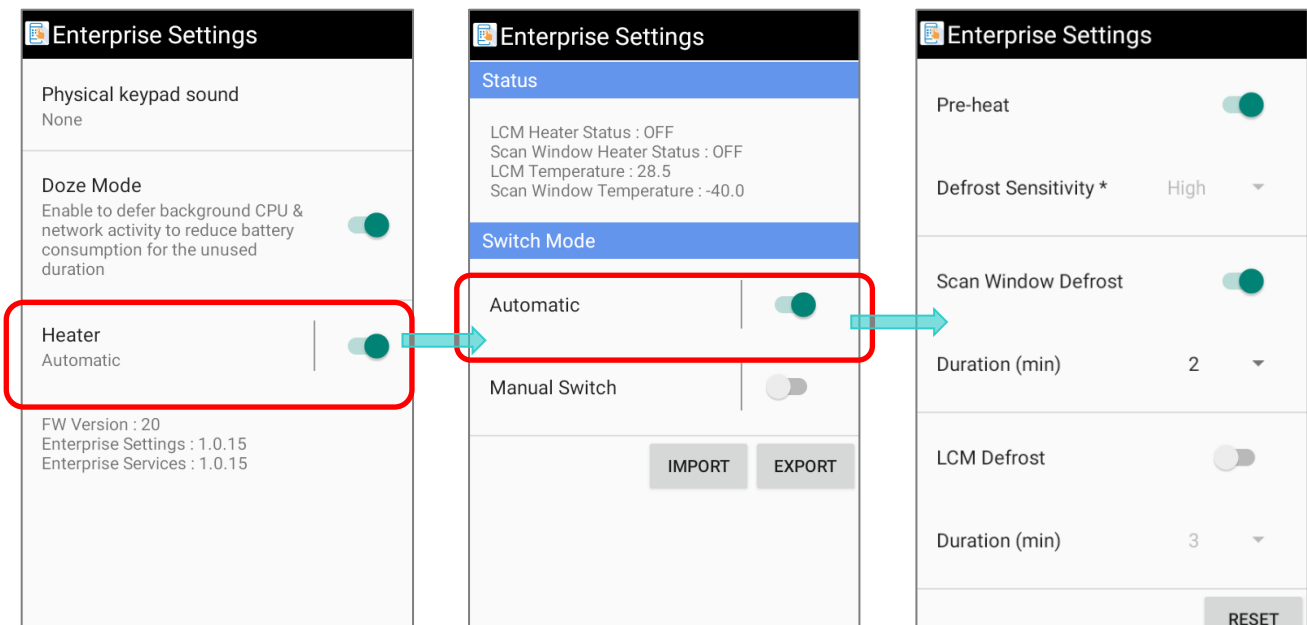 Enterprise Settings
Physical keypad sound
None
Doze Mode
Enable to defer background CPU &
network activity to reduce battery
consumption for the unused
duration
Heater
Automatic
FW Version : 20
Enterprise Settings : 1.0.15
Enterprise Services : 1.0.15
Enterprise Settings
Status
LCM Heater Status : OFF
Scan Window Heater Status : OFF
LCM Temperature : 28.5
Scan Window Temperature : -40.0
Switch Mode
Automatic
Manual Switch
IMPORT EXPORT
Enterprise Settings
Pre-heat
Defrost Sensitivity * High
Scan Window Defrost
Duration (min) 2
LCM Defrost
Duration (min) 3
RESET